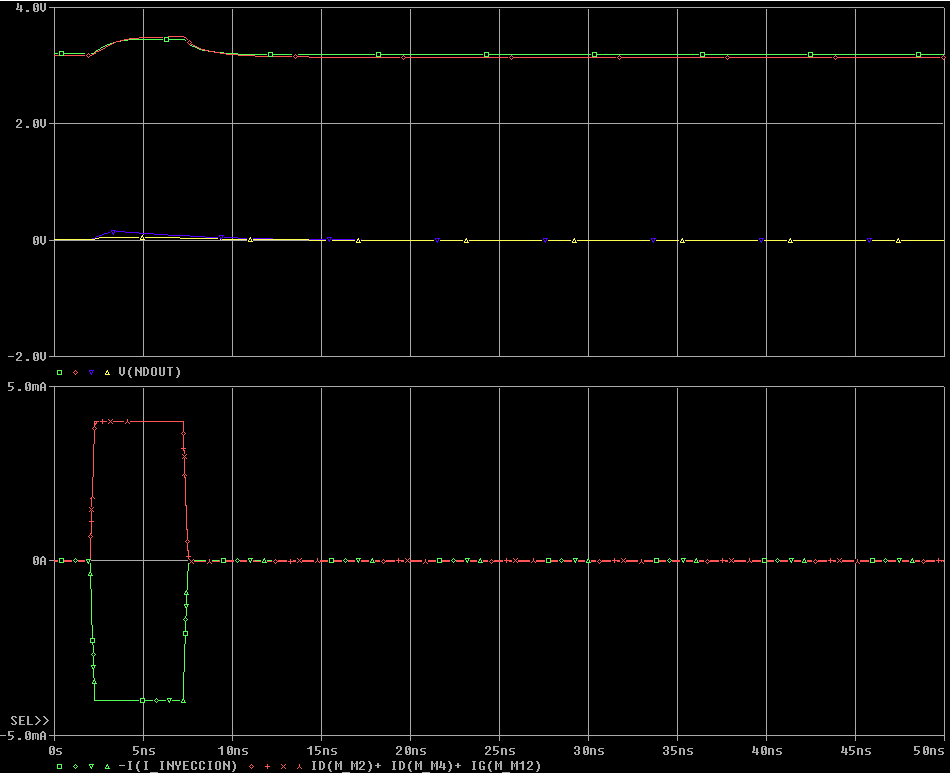 4.0V
2.0V
0V
-2.0V
V(NDOUT)
5.0mA
0A
SEL>>
-5.0mA
0s 5ns 10ns 15ns 20ns 25ns 30ns 35ns 40ns 45ns 50ns
-I(I_INYECCION) ID(M_M2)+ ID(M_M4)+ IG(M_M12)